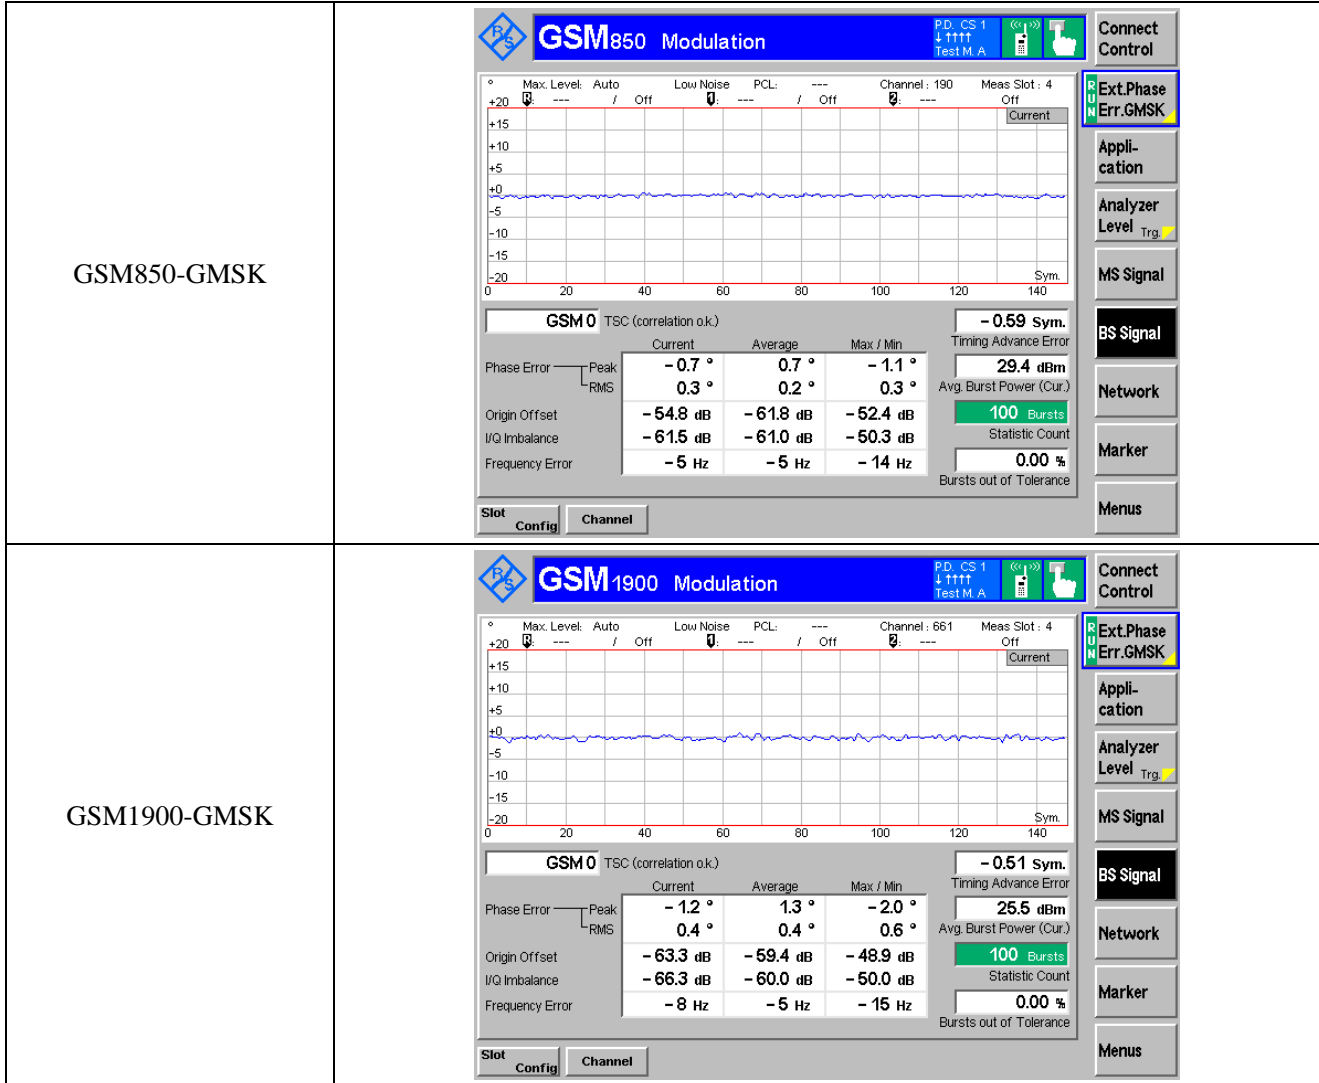 GSM850-GMSK
R/S GSM850 Modulation P.D. CS 1 Connect
↓↑↑↑↑ Control
Test M. A
° Max. Level: Auto Low Noise PCL: --- Channel : 190 Meas Slot : 4 RUN Ext.Phase
+20 R: --- / Off 1: --- / Off 2: --- Off Err.GMSK
+15 Current
+10 Appli-
+5 cation
+0
-5 Analyzer
-10 Level Trg.
-15
-20 Sym. MS Signal
0 20 40 60 80 100 120 140
GSM 0 TSC (correlation o.k.) -0.59 Sym. BS Signal
Current Average Max / Min Timing Advance Error
Phase Error Peak -0.7 ° 0.7 ° -1.1 ° 29.4 dBm
RMS 0.3 ° 0.2 ° 0.3 ° Avg. Burst Power (Cur.) Network
Origin Offset -54.8 dB -61.8 dB -52.4 dB 100 Bursts
I/Q Imbalance -61.5 dB -61.0 dB -50.3 dB Statistic Count
Frequency Error -5 Hz -5 Hz -14 Hz 0.00 % Marker
Bursts out of Tolerance
Slot Config Channel Menus
GSM1900-GMSK
R/S GSM1900 Modulation P.D. CS 1 Connect
↓↑↑↑↑ Control
Test M. A
° Max. Level: Auto Low Noise PCL: --- Channel : 661 Meas Slot : 4 RUN Ext.Phase
+20 R: --- / Off 1: --- / Off 2: --- Off Err.GMSK
+15 Current
+10 Appli-
+5 cation
+0
-5 Analyzer
-10 Level Trg.
-15
-20 Sym. MS Signal
0 20 40 60 80 100 120 140
GSM 0 TSC (correlation o.k.) -0.51 Sym. BS Signal
Current Average Max / Min Timing Advance Error
Phase Error Peak -1.2 ° 1.3 ° -2.0 ° 25.5 dBm
RMS 0.4 ° 0.4 ° 0.6 ° Avg. Burst Power (Cur.) Network
Origin Offset -63.3 dB -59.4 dB -48.9 dB 100 Bursts
I/Q Imbalance -66.3 dB -60.0 dB -50.0 dB Statistic Count
Frequency Error -8 Hz -5 Hz -15 Hz 0.00 % Marker
Bursts out of Tolerance
Slot Config Channel Menus